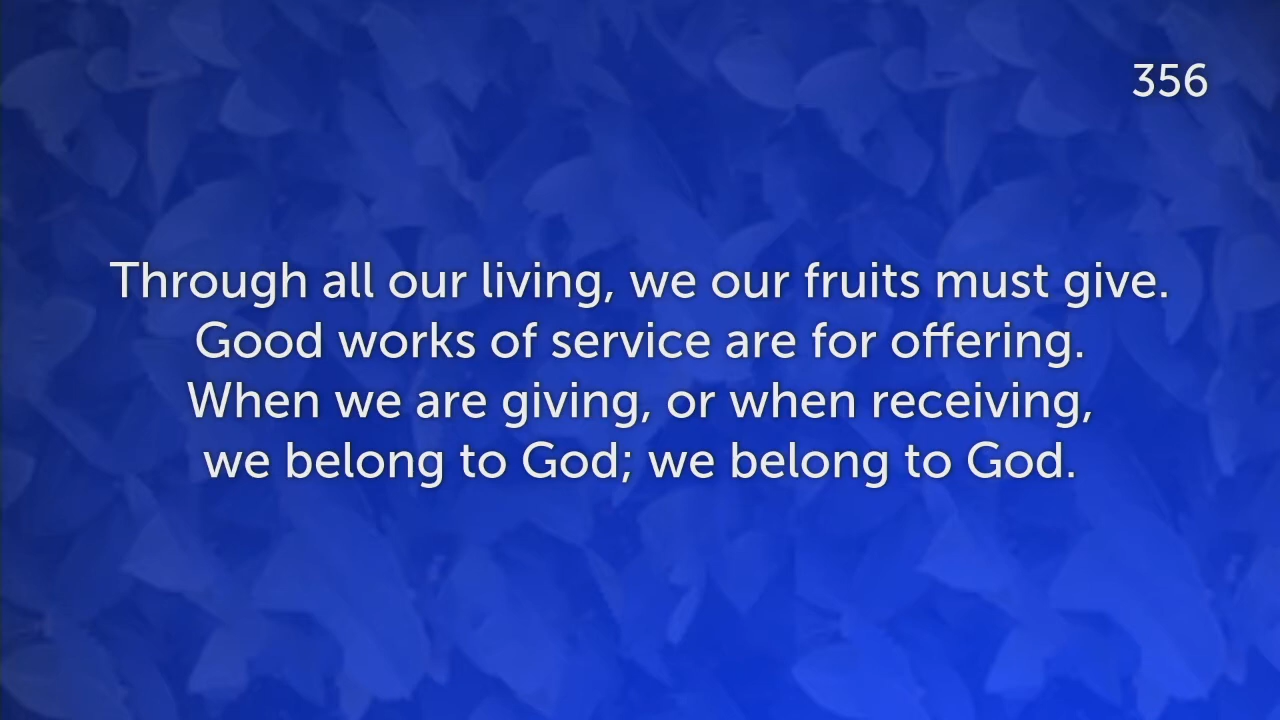 356
Through all our living, we our fruits must give.
Good works of service are for offering.
When we are giving, or when receiving,
we belong to God; we belong to God.